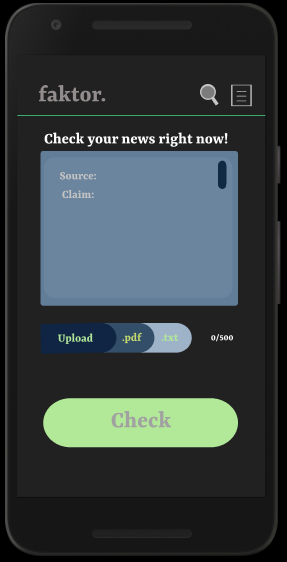 faktor.
Check your news right now!
Source:
Claim:
Upload .pdf .txt 0/500
Check